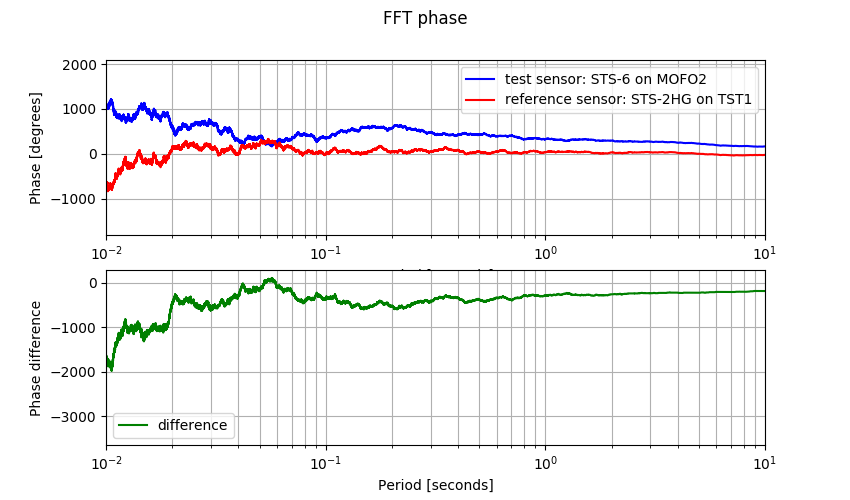 FFT phase
2000
1000
0
−1000
Phase [degrees]
test sensor: STS-6 on MOFO2
reference sensor: STS-2HG on TST1
10⁻² 10⁻¹ 10⁰ 10¹
0
−1000
−2000
−3000
Phase difference
difference
10⁻² 10⁻¹ 10⁰ 10¹
Period [seconds]